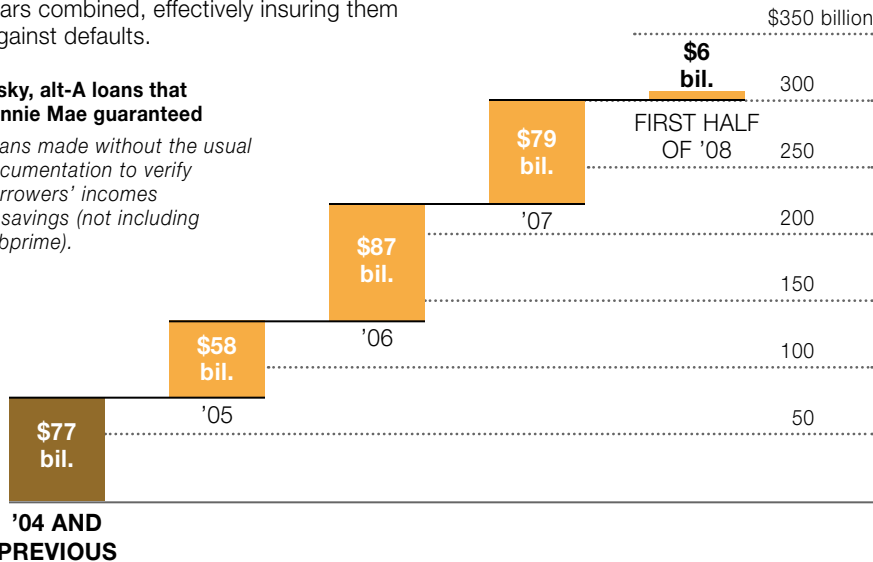 ars combined, effectively insuring them
gainst defaults.
sky, alt-A loans that
nnie Mae guaranteed
ans made without the usual
cumentation to verify
rrowers' incomes
savings (not including
bprime).
$350 billion
300
250
200
150
100
50
$77
bil.
'04 AND
PREVIOUS
$58
bil.
'05
$87
bil.
'06
$79
bil.
'07
$6
bil.
FIRST HALF
OF '08